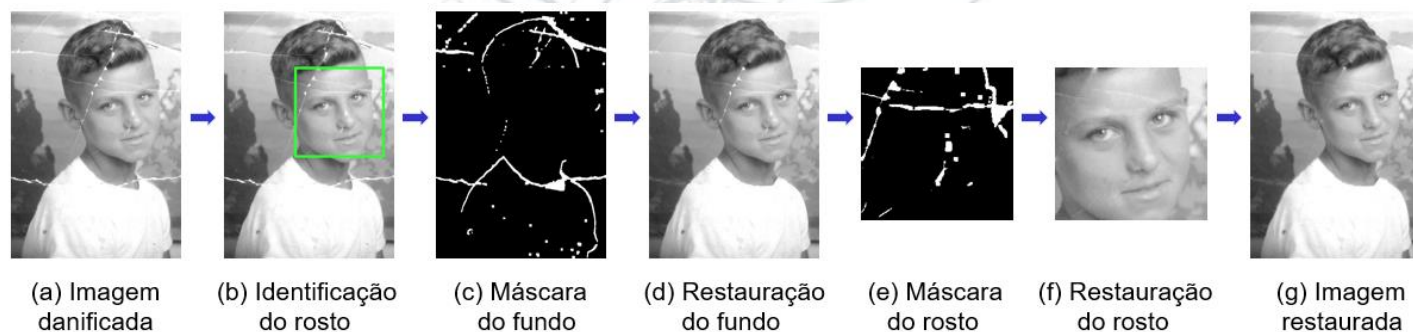 (a) Imagem
danificada
(b) Identificação
do rosto
(c) Máscara
do fundo
(d) Restauração
do fundo
(e) Máscara
do rosto
(f) Restauração
do rosto
(g) Imagem
restaurada